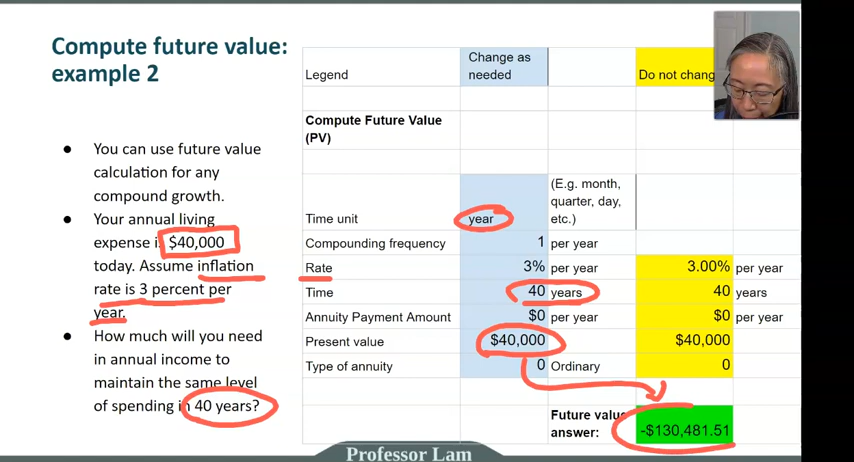 Compute future value:
example 2
● You can use future value
calculation for any
compound growth.
● Your annual living
expense is $40,000
today. Assume inflation
rate is 3 percent per
year.
● How much will you need
in annual income to
maintain the same level
of spending in 40 years?
Legend Change as needed Do not chang
Compute Future Value
(PV)
Time unit year (E.g. month, quarter, day, etc.)
Compounding frequency 1 per year
Rate 3% per year 3.00% per year
Time 40 years 40 years
Annuity Payment Amount $0 per year $0 per year
Present value $40,000 $40,000
Type of annuity 0 Ordinary 0
Future value
answer: -$130,481.51
Professor Lam